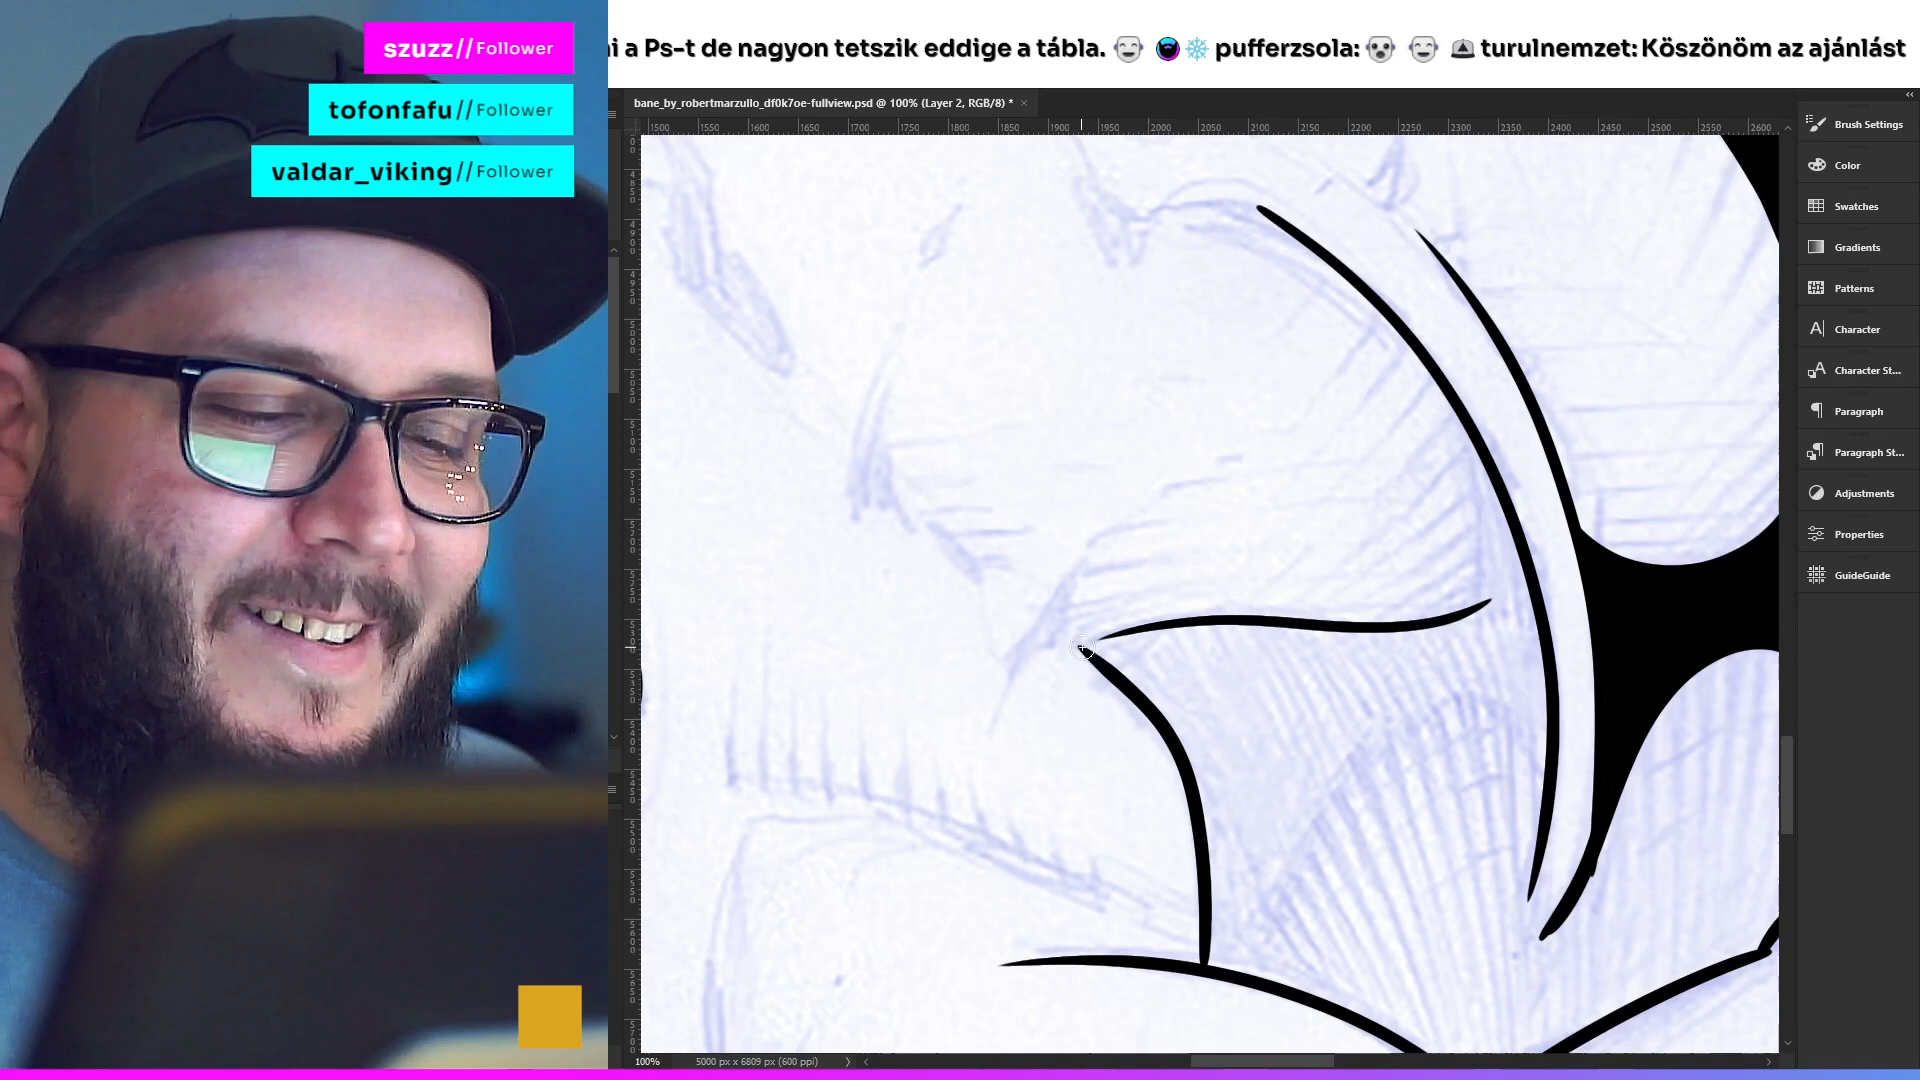 szuzz // Follower
tofonfafu // Follower
valdar_viking // Follower
i a Ps-t de nagyon tetszik eddige a tábla. pufferzsola: turulnemzet: Köszönöm az ajánlást
bane_by_robertmarzullo_df0k7oe-fullview.psd @ 100% (Layer 2, RGB/8) * ×
1500 1550 1600 1650 1700 1750 1800 1850 1900 1950 2000 2050 2100 2150 2200 2250 2300 2350 2400 2450 2500 2550 2600
Brush Settings
Color
Swatches
Gradients
Patterns
Character
Character St...
Paragraph
Paragraph St...
Adjustments
Properties
GuideGuide
100% 5000 px x 6809 px (600 ppi)